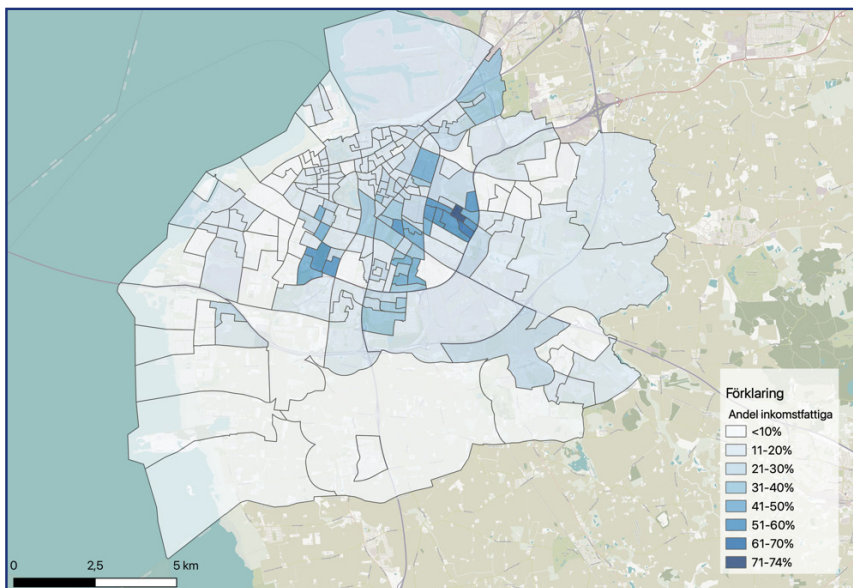 Förklaring
Andel inkomstfattiga
<10%
11-20%
21-30%
31-40%
41-50%
51-60%
61-70%
71-74%
0 2,5 5 km